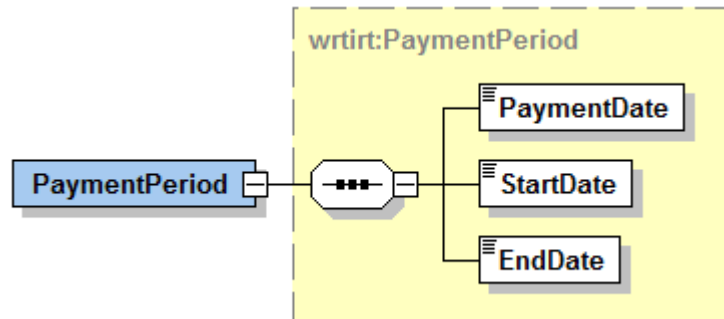 wrtirt:PaymentPeriod
PaymentDate
PaymentPeriod
StartDate
EndDate